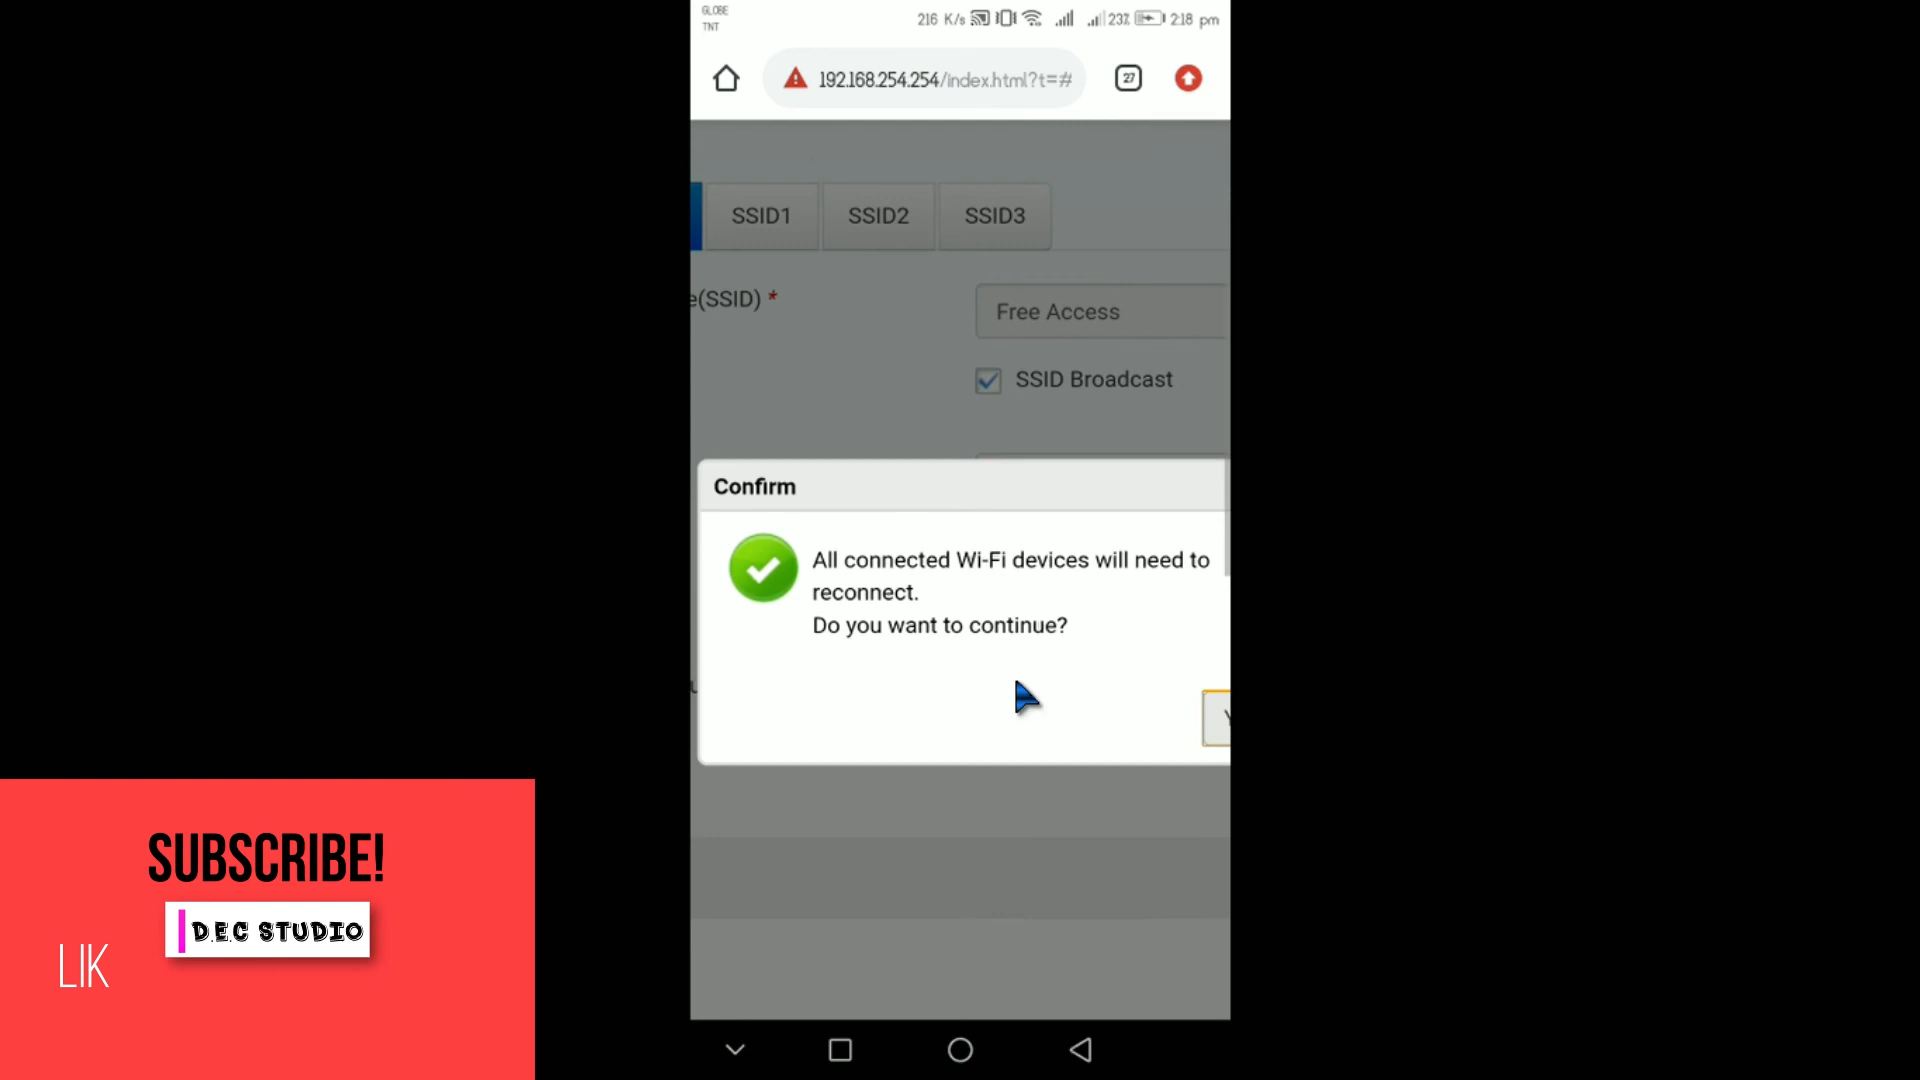 GLOBE
TNT
216 K/s 23% 2:18 pm
192.168.254.254/index.html?t=#
27
SSID1 SSID2 SSID3
e(SSID) *
Free Access
SSID Broadcast
Confirm
All connected Wi-Fi devices will need to
reconnect.
Do you want to continue?
SUBSCRIBE!
D.E.C STUDIO
LIK